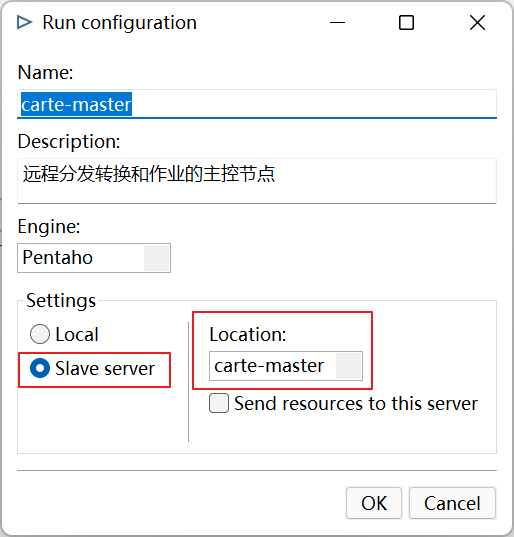 Run configuration
Name:
carte-master
Description:
远程分发转换和作业的主控节点
Engine:
Pentaho
Settings
Local
Slave server
Location:
carte-master
Send resources to this server
OK
Cancel